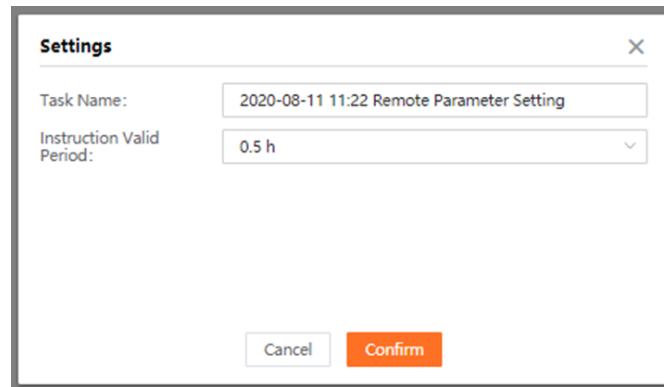 Settings
Task Name:
2020-08-11 11:22 Remote Parameter Setting
Instruction Valid
Period:
0.5 h
Cancel
Confirm